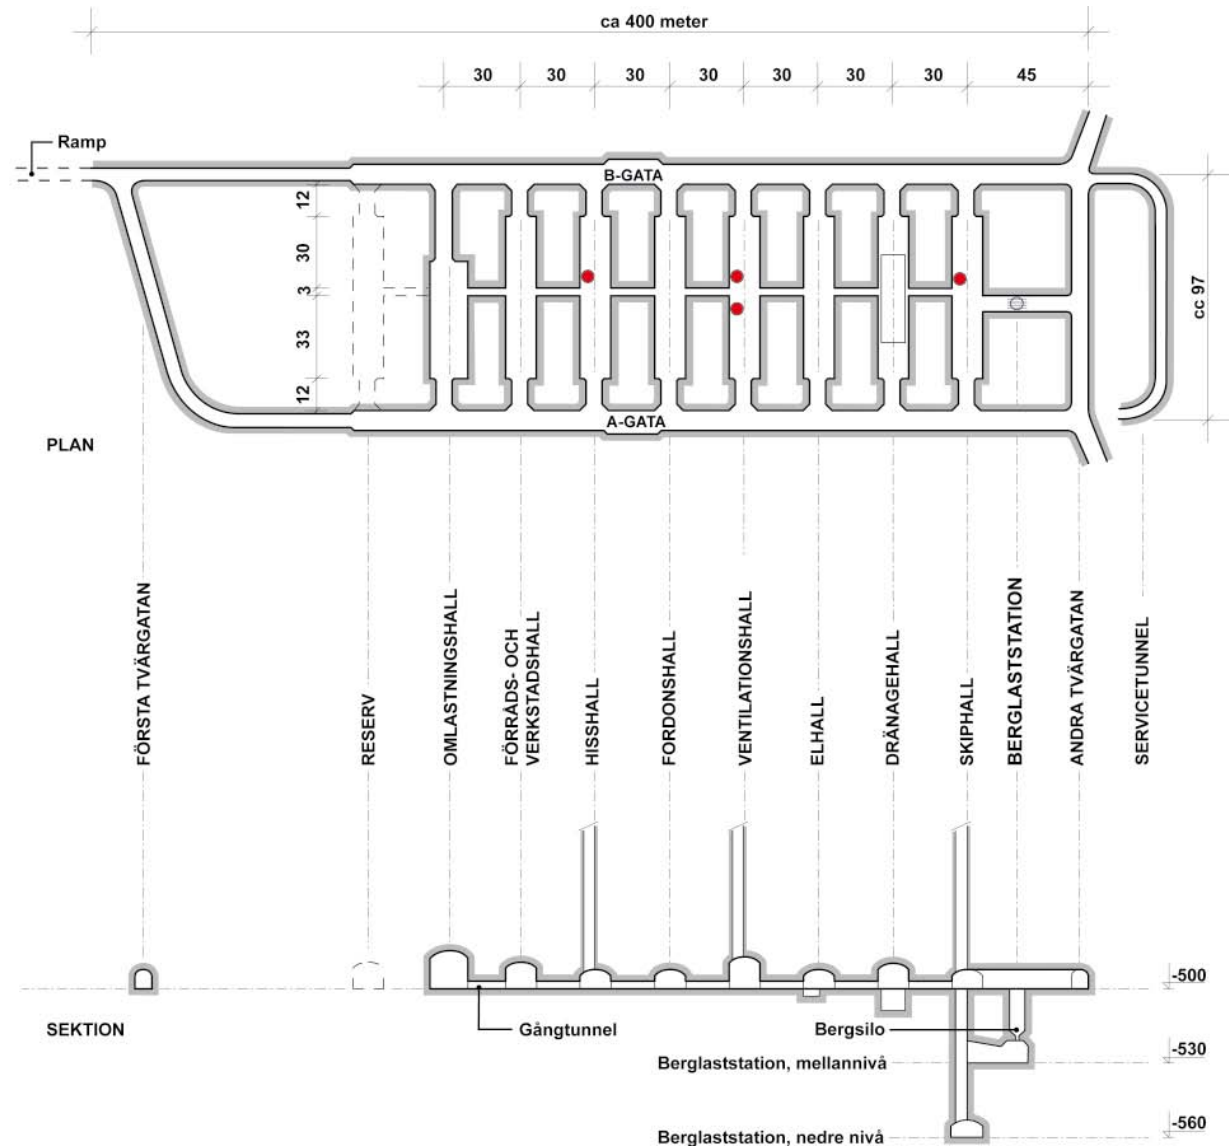 ca 400 meter
30 30 30 30 30 30 30 45
Ramp
B-GATA
12
30
3
33
12
cc 97
A-GATA
PLAN
FÖRSTA TVÄRGATAN
RESERV
OMLASTNINGSHALL
FÖRRÅDS- OCH
VERKSTADSHALL
HISSHALL
FORDONSHALL
VENTILATIONSHALL
ELHALL
DRÄNAGEHALL
SKIPHALL
BERGLASTSTATION
ANDRA TVÄRGATAN
SERVICETUNNEL
-500
SEKTION
Gångtunnel
Bergsilo
-530
Berglaststation, mellannivå
-560
Berglaststation, nedre nivå